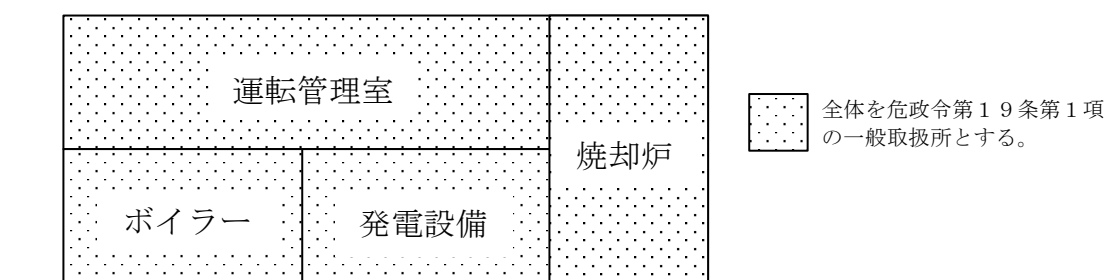 運転管理室
焼却炉
ボイラー
発電設備
全体を危政令第１９条第１項
の一般取扱所とする。